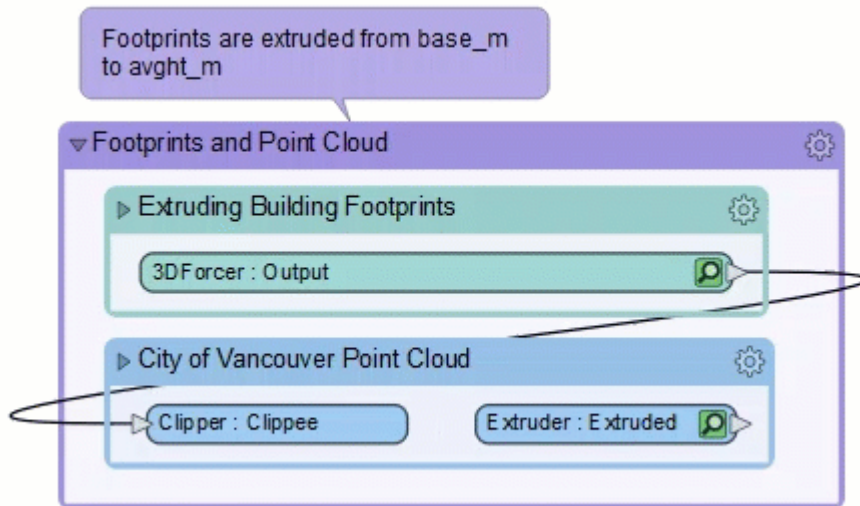 Footprints are extruded from base_m
to avght_m
Footprints and Point Cloud
Extruding Building Footprints
3DForcer : Output
City of Vancouver Point Cloud
Clipper : Clippee
Extruder : Extruded